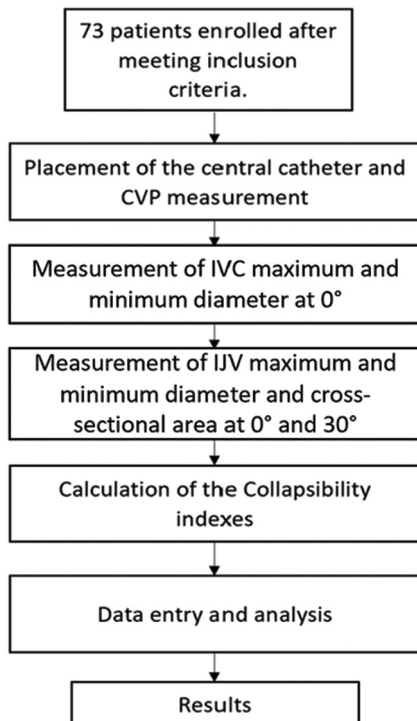 73 patients enrolled after
meeting inclusion
criteria.
Placement of the central catheter and
CVP measurement
Measurement of IVC maximum and
minimum diameter at 0°
Measurement of IJV maximum and
minimum diameter and cross-
sectional area at 0° and 30°
Calculation of the Collapsibility
indexes
Data entry and analysis
Results